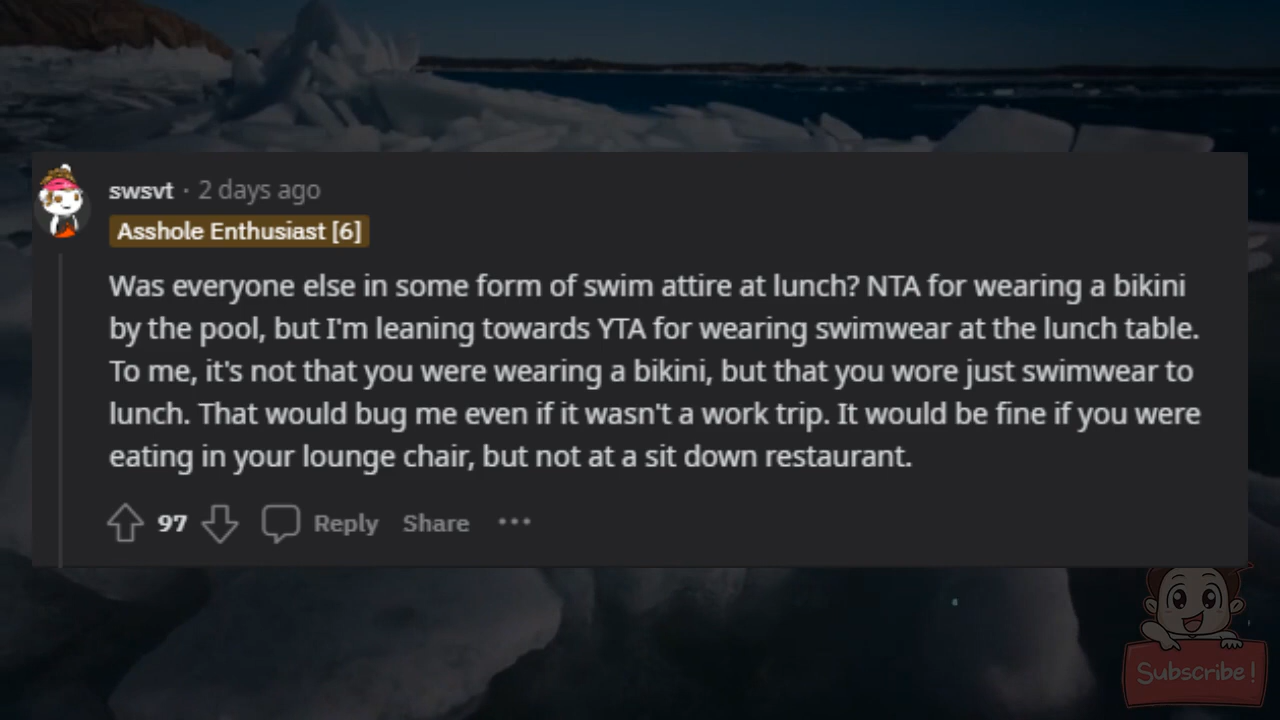 swsvt · 2 days ago
Asshole Enthusiast [6]
Was everyone else in some form of swim attire at lunch? NTA for wearing a bikini
by the pool, but I'm leaning towards YTA for wearing swimwear at the lunch table.
To me, it's not that you were wearing a bikini, but that you wore just swimwear to
lunch. That would bug me even if it wasn't a work trip. It would be fine if you were
eating in your lounge chair, but not at a sit down restaurant.
97 Reply Share ···
Subscribe!